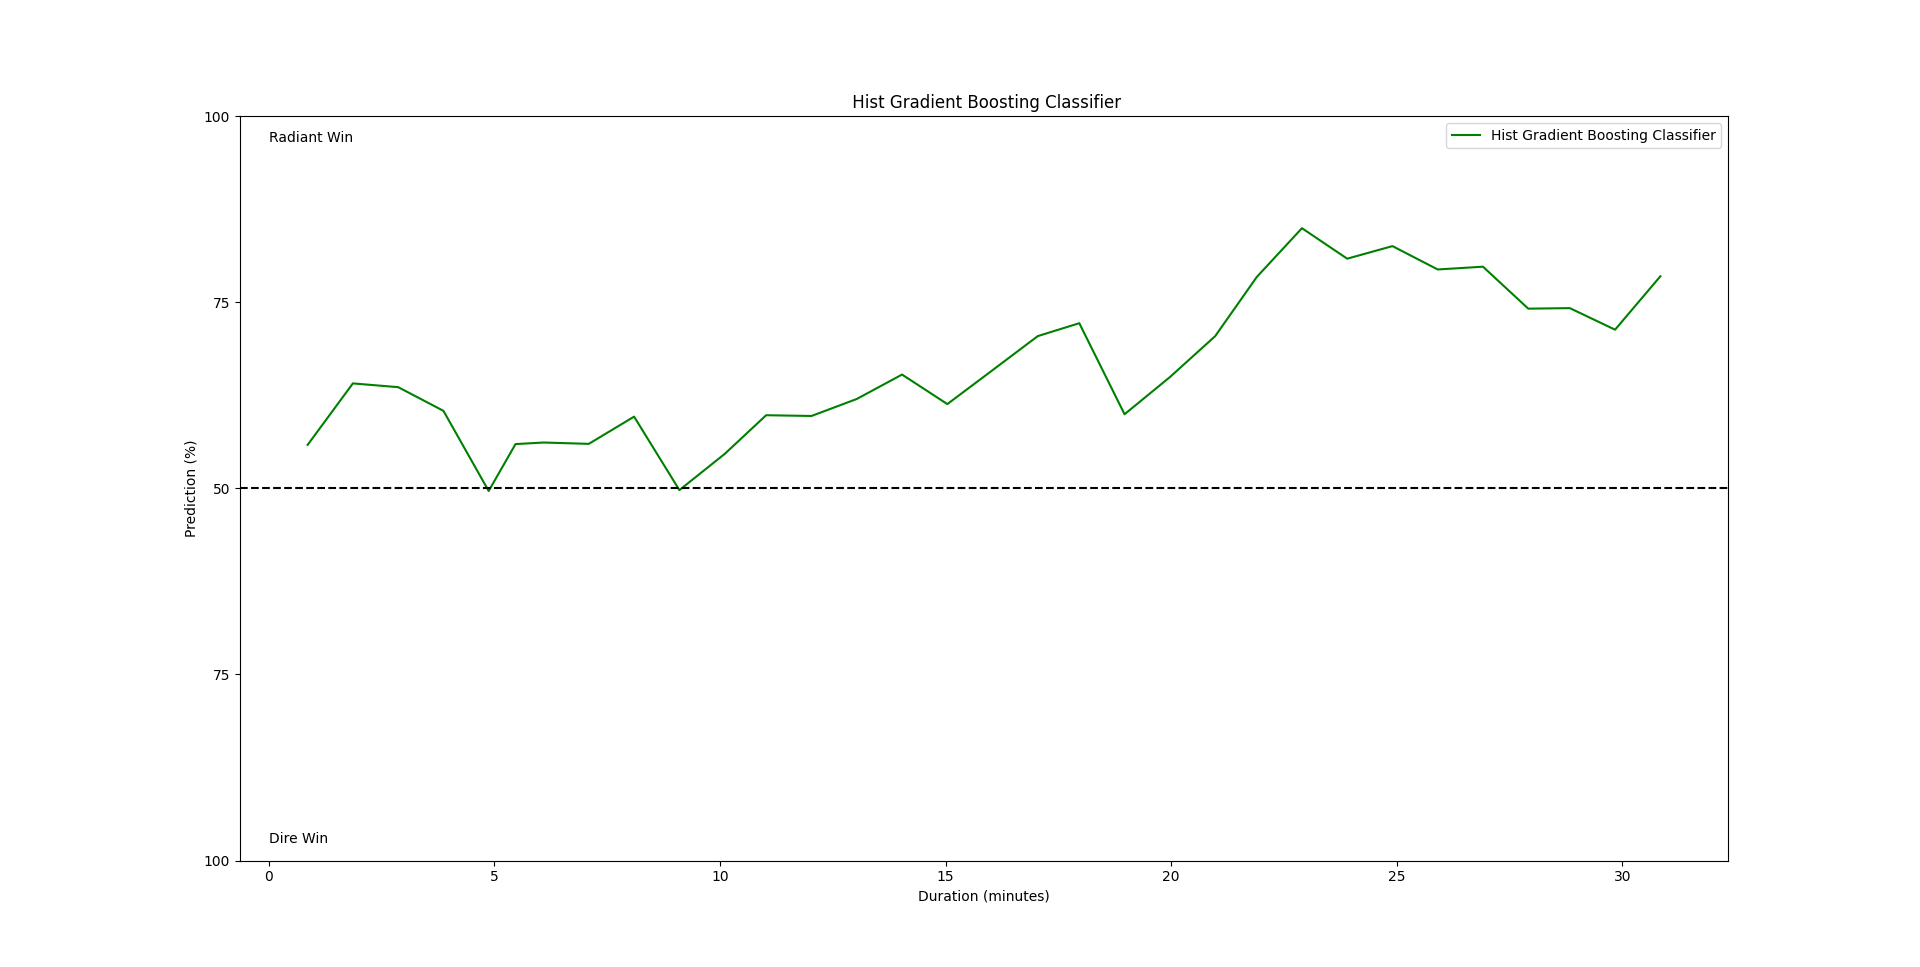 Hist Gradient Boosting Classifier
100
Radiant Win
Hist Gradient Boosting Classifier
75
Prediction (%)
50
75
Dire Win
100
0 5 10 15 20 25 30
Duration (minutes)